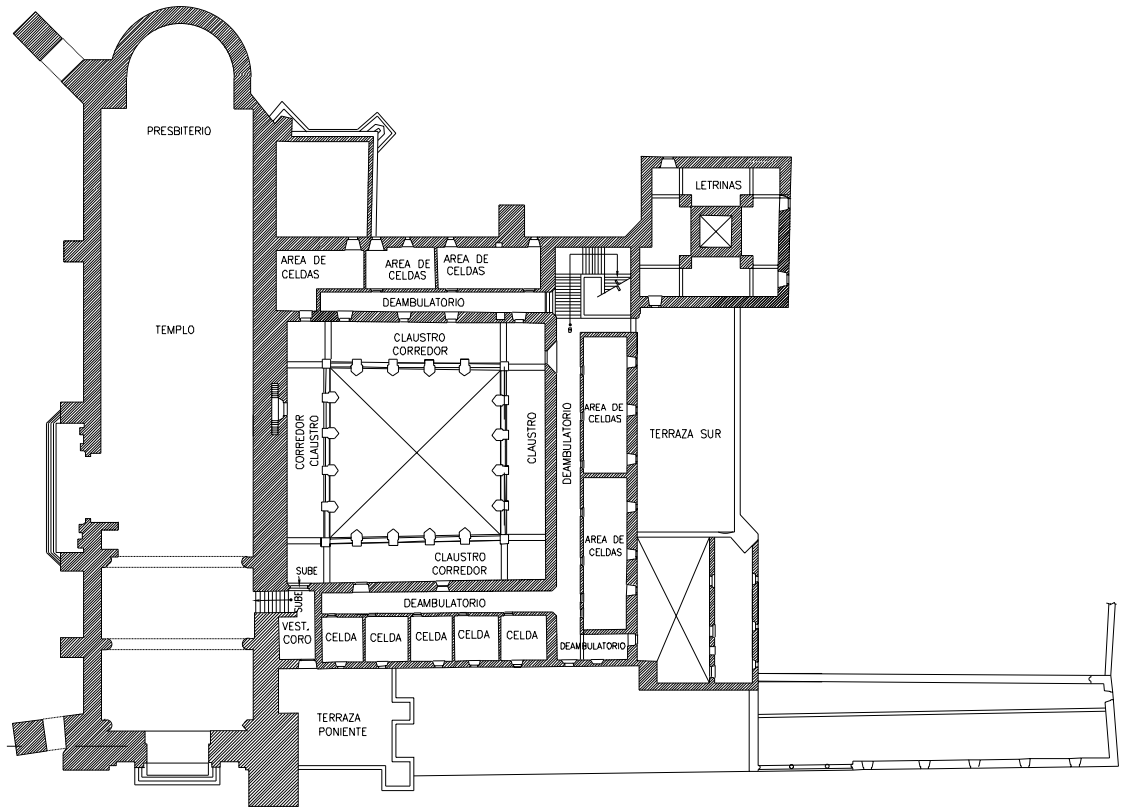 PRESBITERIO
LETRINAS
AREA DE
CELDAS
AREA DE
CELDAS
AREA DE
CELDAS
DEAMBULATORIO
TEMPLO
CLAUSTRO
CORREDOR
CORREDOR
CLAUSTRO
CLAUSTRO
DEAMBULATORIO
AREA DE
CELDAS
TERRAZA SUR
AREA DE
CELDAS
CLAUSTRO
CORREDOR
SUBE
SUBE
DEAMBULATORIO
VEST.
CORO
CELDA
CELDA
CELDA
CELDA
CELDA
DEAMBULATORIO
TERRAZA
PONIENTE